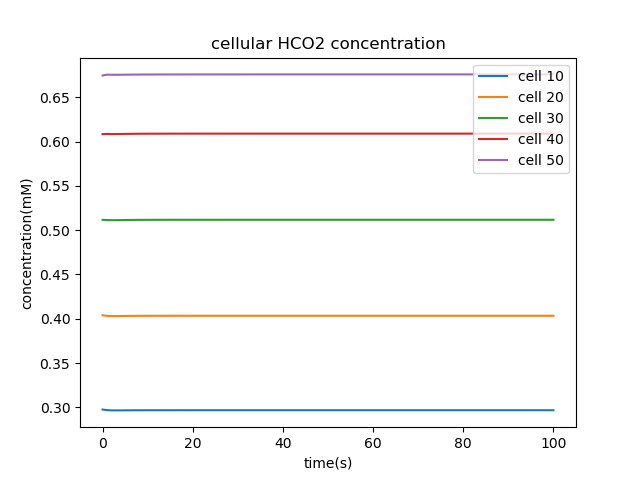 cellular HCO2 concentration
concentration(mM)
0.65
0.60
0.55
0.50
0.45
0.40
0.35
0.30
cell 10
cell 20
cell 30
cell 40
cell 50
0 20 40 60 80 100
time(s)